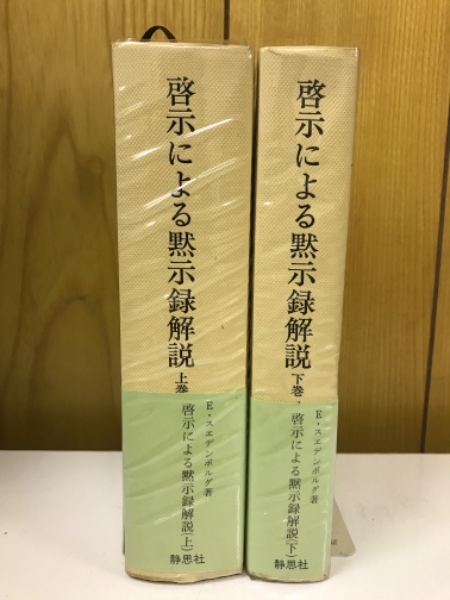 啓示による黙示録解説 上巻
E・スエデンボルグ著
啓示による黙示録解説(上)
静思社
啓示による黙示録解説 下巻
E・スエデンボルグ著
啓示による黙示録解説(下)
静思社